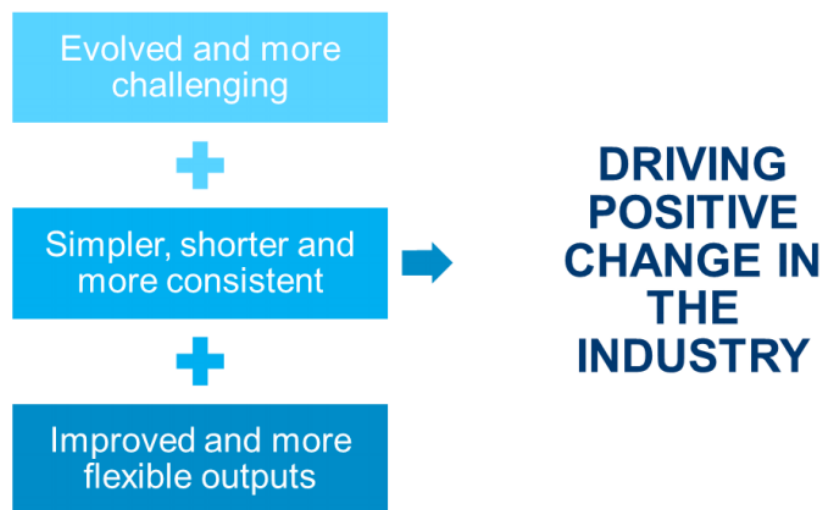 Evolved and more
challenging
Simpler, shorter and
more consistent
Improved and more
flexible outputs
DRIVING
POSITIVE
CHANGE IN
THE
INDUSTRY